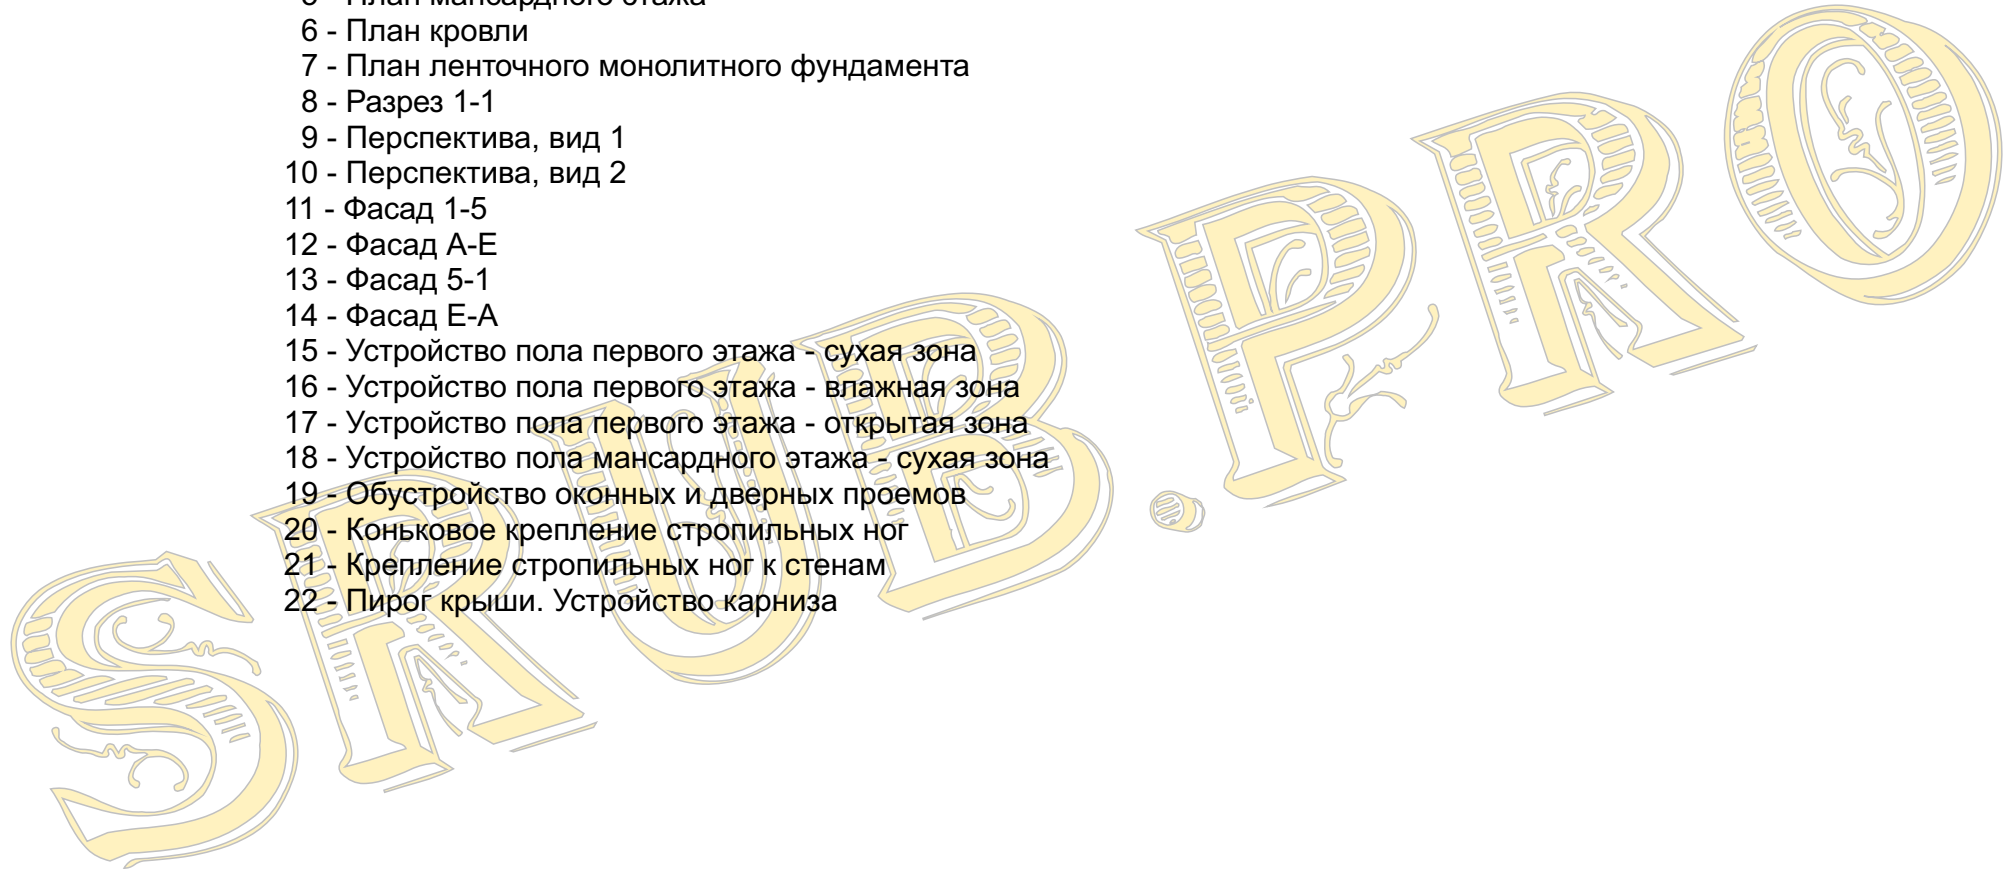 5 - План мансардного этажа
6 - План кровли
7 - План ленточного монолитного фундамента
8 - Разрез 1-1
9 - Перспектива, вид 1
10 - Перспектива, вид 2
11 - Фасад 1-5
12 - Фасад А-Е
13 - Фасад 5-1
14 - Фасад Е-А
15 - Устройство пола первого этажа - сухая зона
16 - Устройство пола первого этажа - влажная зона
17 - Устройство пола первого этажа - открытая зона
18 - Устройство пола мансардного этажа - сухая зона
19 - Обустройство оконных и дверных проемов
20 - Коньковое крепление стропильных ног
21 - Крепление стропильных ног к стенам
22 - Пирог крыши. Устройство карниза
SRUB.PRO